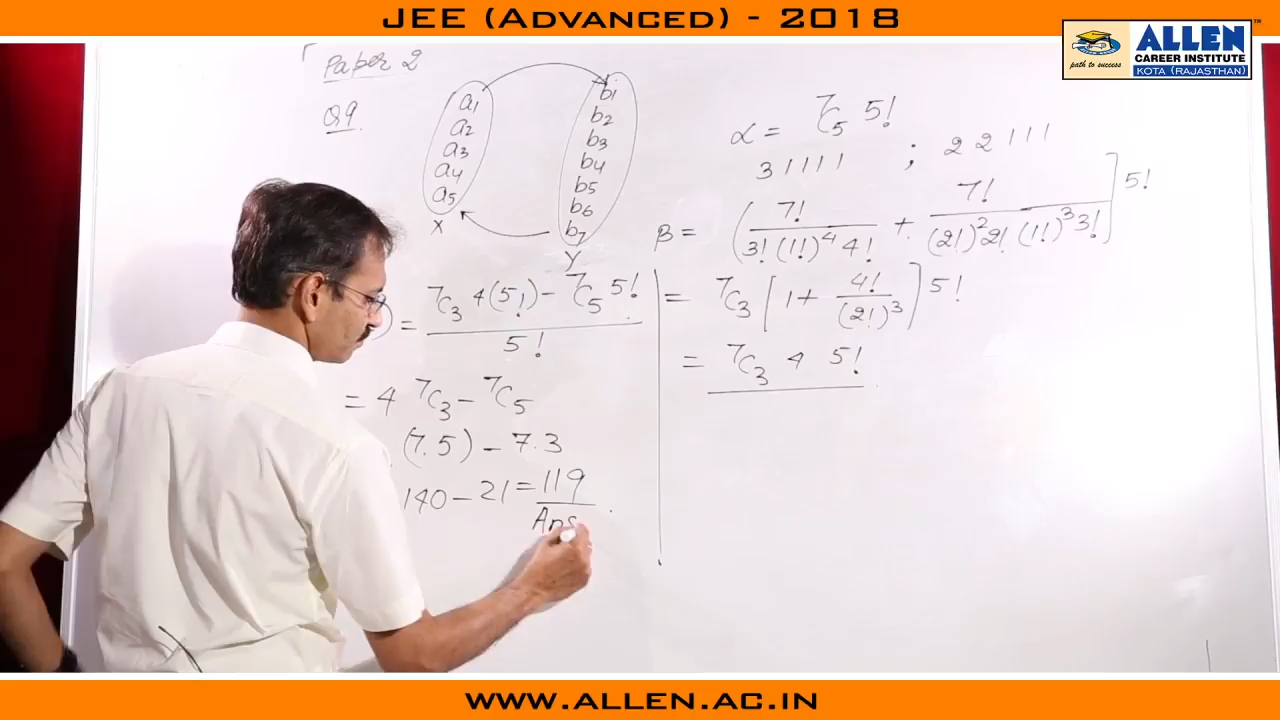 JEE (ADVANCED) - 2018
ALLEN™
CAREER INSTITUTE
KOTA (RAJASTHAN)
path to success
Paper 2
Q9
a1
a2
a3
a4
a5
X
b1
b2
b3
b4
b5
b6
b7
Y
α = ⁷C₅ 5!
3 1 1 1 1 ; 2 2 1 1 1
β = (7!/(3! (1!)⁴ 4!) + 7!/((2!)² 2! (1!)³ 3!)] 5!
= ⁷C₃ [1 + 4!/(2!)³] 5!
= ⁷C₃ 4 5!
= (⁷C₃ 4(5!) - ⁷C₅ 5!)/5!
= 4 ⁷C₃ - ⁷C₅
(7.5) - 7.3
140 - 21 = 119
Ans
WWW.ALLEN.AC.IN